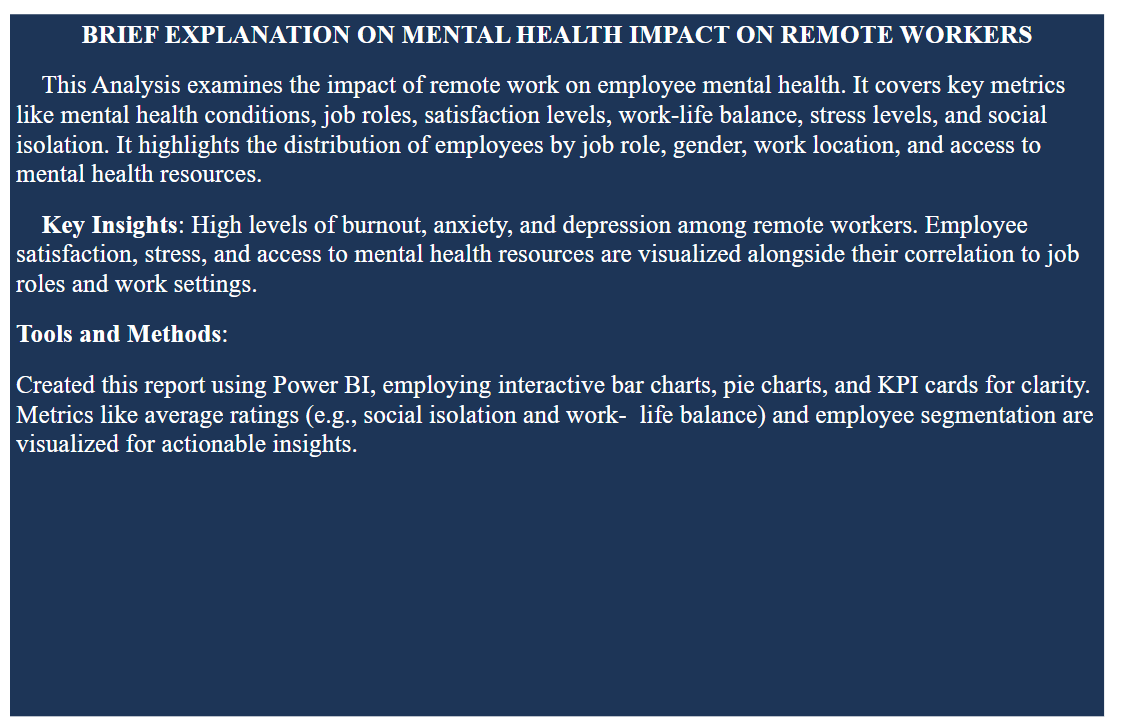 BRIEF EXPLANATION ON MENTAL HEALTH IMPACT ON REMOTE WORKERS
This Analysis examines the impact of remote work on employee mental health. It covers key metrics
like mental health conditions, job roles, satisfaction levels, work-life balance, stress levels, and social
isolation. It highlights the distribution of employees by job role, gender, work location, and access to
mental health resources.
Key Insights: High levels of burnout, anxiety, and depression among remote workers. Employee
satisfaction, stress, and access to mental health resources are visualized alongside their correlation to job
roles and work settings.
Tools and Methods:
Created this report using Power BI, employing interactive bar charts, pie charts, and KPI cards for clarity.
Metrics like average ratings (e.g., social isolation and work-  life balance) and employee segmentation are
visualized for actionable insights.